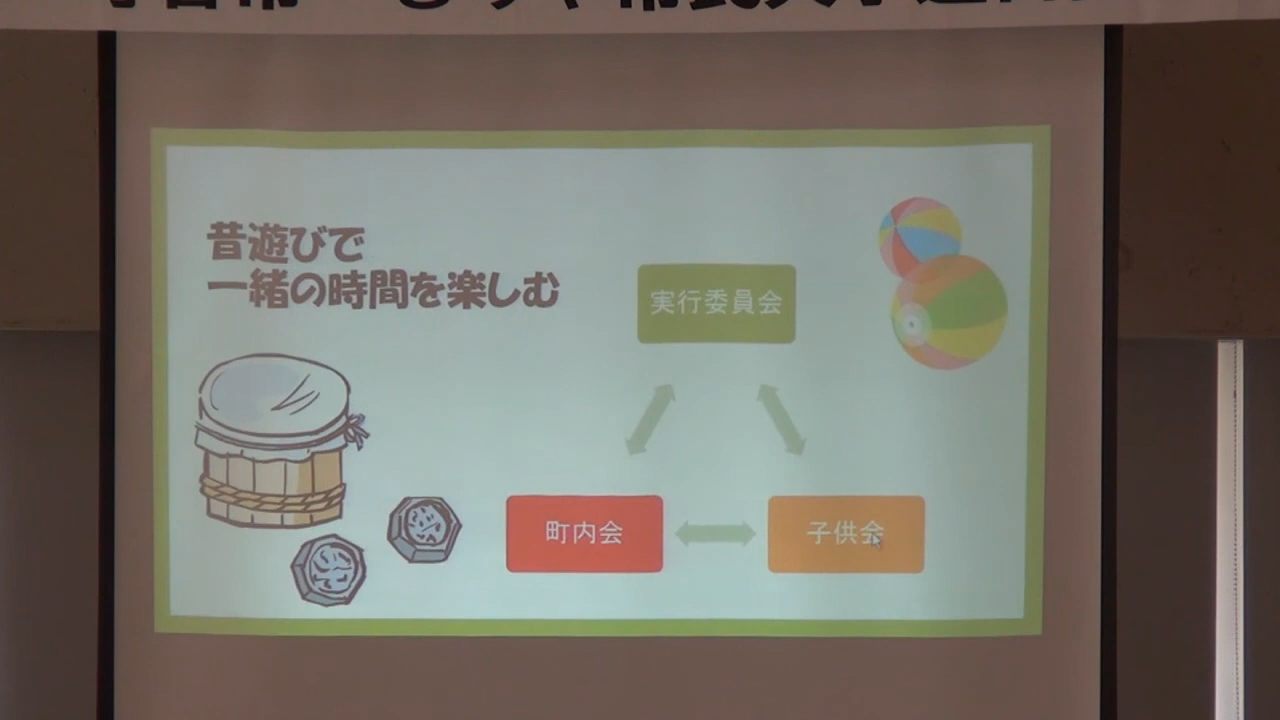 昔遊びで
一緒の時間を楽しむ
実行委員会
町内会
子供会